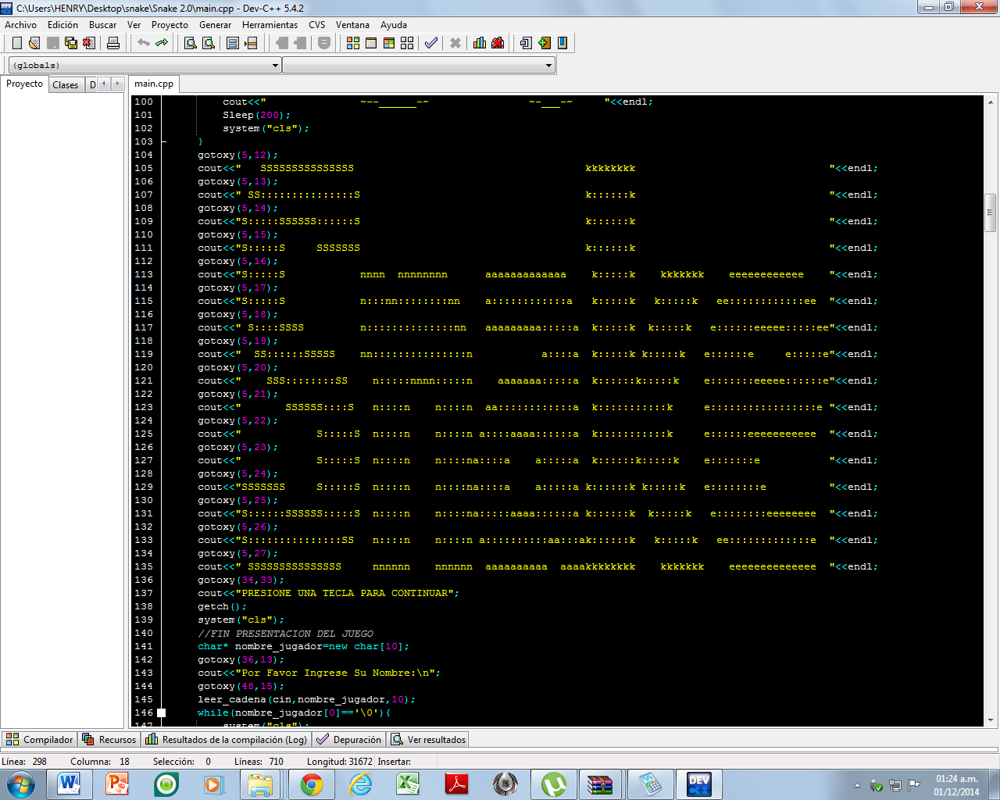 C:\Users\HENRY\Desktop\snake\Snake 2.0\main.cpp - Dev-C++ 5.4.2
Archivo Edición Buscar Ver Proyecto Generar Herramientas CVS Ventana Ayuda
(globals)
Proyecto Clases D main.cpp
100 cout<<"               ~--______-~                ~-___-~     "<<endl;
101 Sleep(200);
102 system("cls");
103 }
104 gotoxy(5,12);
105 cout<<"   SSSSSSSSSSSSSSS                                     kkkkkkkk                               "<<endl;
106 gotoxy(5,13);
107 cout<<" SS:::::::::::::::S                                    k::::::k                               "<<endl;
108 gotoxy(5,14);
109 cout<<"S:::::SSSSSS::::::S                                    k::::::k                               "<<endl;
110 gotoxy(5,15);
111 cout<<"S:::::S     SSSSSSS                                    k::::::k                               "<<endl;
112 gotoxy(5,16);
113 cout<<"S:::::S            nnnn  nnnnnnnn      aaaaaaaaaaaaa    k:::::k    kkkkkkk    eeeeeeeeeeee    "<<endl;
114 gotoxy(5,17);
115 cout<<"S:::::S            n:::nn::::::::nn    a::::::::::::a   k:::::k   k:::::k   ee::::::::::::ee  "<<endl;
116 gotoxy(5,18);
117 cout<<" S::::SSSS         n::::::::::::::nn   aaaaaaaaa:::::a  k:::::k  k:::::k   e::::::eeeee:::::ee"<<endl;
118 gotoxy(5,19);
119 cout<<"  SS::::::SSSSS    nn:::::::::::::::n           a::::a  k:::::k k:::::k   e::::::e     e:::::e"<<endl;
120 gotoxy(5,20);
121 cout<<"    SSS::::::::SS    n:::::nnnn:::::n    aaaaaaa:::::a  k::::::k:::::k    e:::::::eeeee::::::e"<<endl;
122 gotoxy(5,21);
123 cout<<"       SSSSSS::::S   n::::n    n::::n  aa::::::::::::a  k:::::::::::k     e:::::::::::::::::e "<<endl;
124 gotoxy(5,22);
125 cout<<"            S:::::S  n::::n    n::::n a::::aaaa::::::a  k:::::::::::k     e::::::eeeeeeeeeee  "<<endl;
126 gotoxy(5,23);
127 cout<<"            S:::::S  n::::n    n::::na::::a    a:::::a  k::::::k:::::k    e:::::::e           "<<endl;
128 gotoxy(5,24);
129 cout<<"SSSSSSS     S:::::S  n::::n    n::::na::::a    a:::::a k::::::k k:::::k   e::::::::e          "<<endl;
130 gotoxy(5,25);
131 cout<<"S::::::SSSSSS:::::S  n::::n    n::::na:::::aaaa::::::a k::::::k  k:::::k   e::::::::eeeeeeee  "<<endl;
132 gotoxy(5,26);
133 cout<<"S:::::::::::::::SS   n::::n    n::::n a::::::::::aa:::ak::::::k   k:::::k   ee:::::::::::::e  "<<endl;
134 gotoxy(5,27);
135 cout<<" SSSSSSSSSSSSSSS     nnnnnn    nnnnnn  aaaaaaaaaa  aaaakkkkkkkk    kkkkkkk    eeeeeeeeeeeeee  "<<endl;
136 gotoxy(34,33);
137 cout<<"PRESIONE UNA TECLA PARA CONTINUAR";
138 getch();
139 system("cls");
140 //FIN PRESENTACION DEL JUEGO
141 char* nombre_jugador=new char[10];
142 gotoxy(36,13);
143 cout<<"Por Favor Ingrese Su Nombre:\n";
144 gotoxy(48,15);
145 leer_cadena(cin,nombre_jugador,10);
146 while(nombre_jugador[0]=='\0'){
147 system("cls");
Compilador Recursos Resultados de la compilación (Log) Depuración Ver resultados
Línea: 298 Columna: 18 Selección: 0 Líneas: 710 Longitud: 31672 Insertar:
01:24 a.m.
01/12/2014